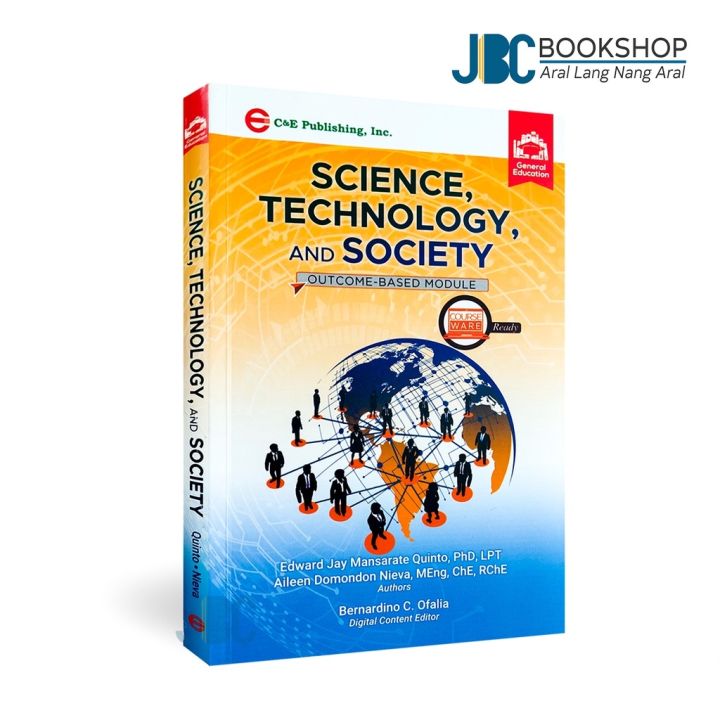 JBC BOOKSHOP
Aral Lang Nang Aral
C&E Publishing, Inc.
General
Education
SCIENCE,
TECHNOLOGY,
AND SOCIETY
OUTCOME-BASED MODULE
COURSE
WARE
Ready
Edward Jay Mansarate Quinto, PhD, LPT
Aileen Domondon Nieva, MEng, ChE, RChE
Authors
Bernardino C. Ofalia
Digital Content Editor
General
Education
SCIENCE, TECHNOLOGY, AND SOCIETY
Quinto • Nieva